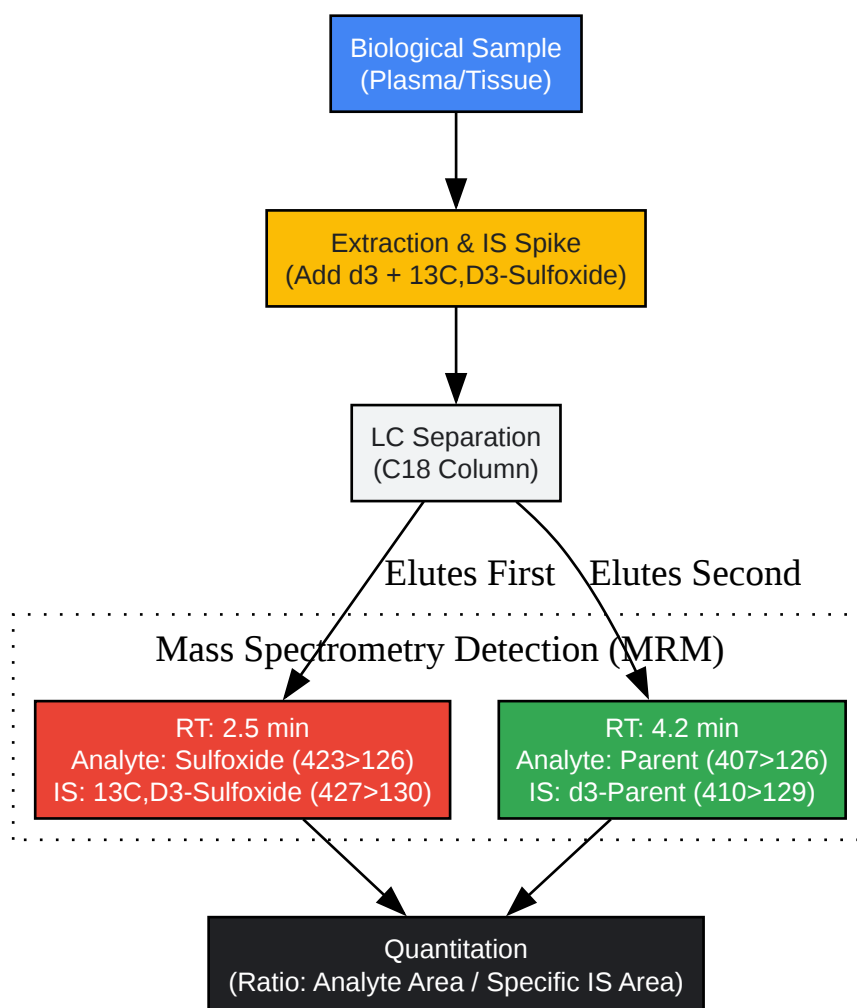 Biological Sample
(Plasma/Tissue)
Extraction & IS Spike
(Add d3 + 13C,D3-Sulfoxide)
LC Separation
(C18 Column)
Elutes First
Elutes Second
Mass Spectrometry Detection (MRM)
RT: 2.5 min
Analyte: Sulfoxide (423>126)
IS: 13C,D3-Sulfoxide (427>130)
RT: 4.2 min
Analyte: Parent (407>126)
IS: d3-Parent (410>129)
Quantitation
(Ratio: Analyte Area / Specific IS Area)